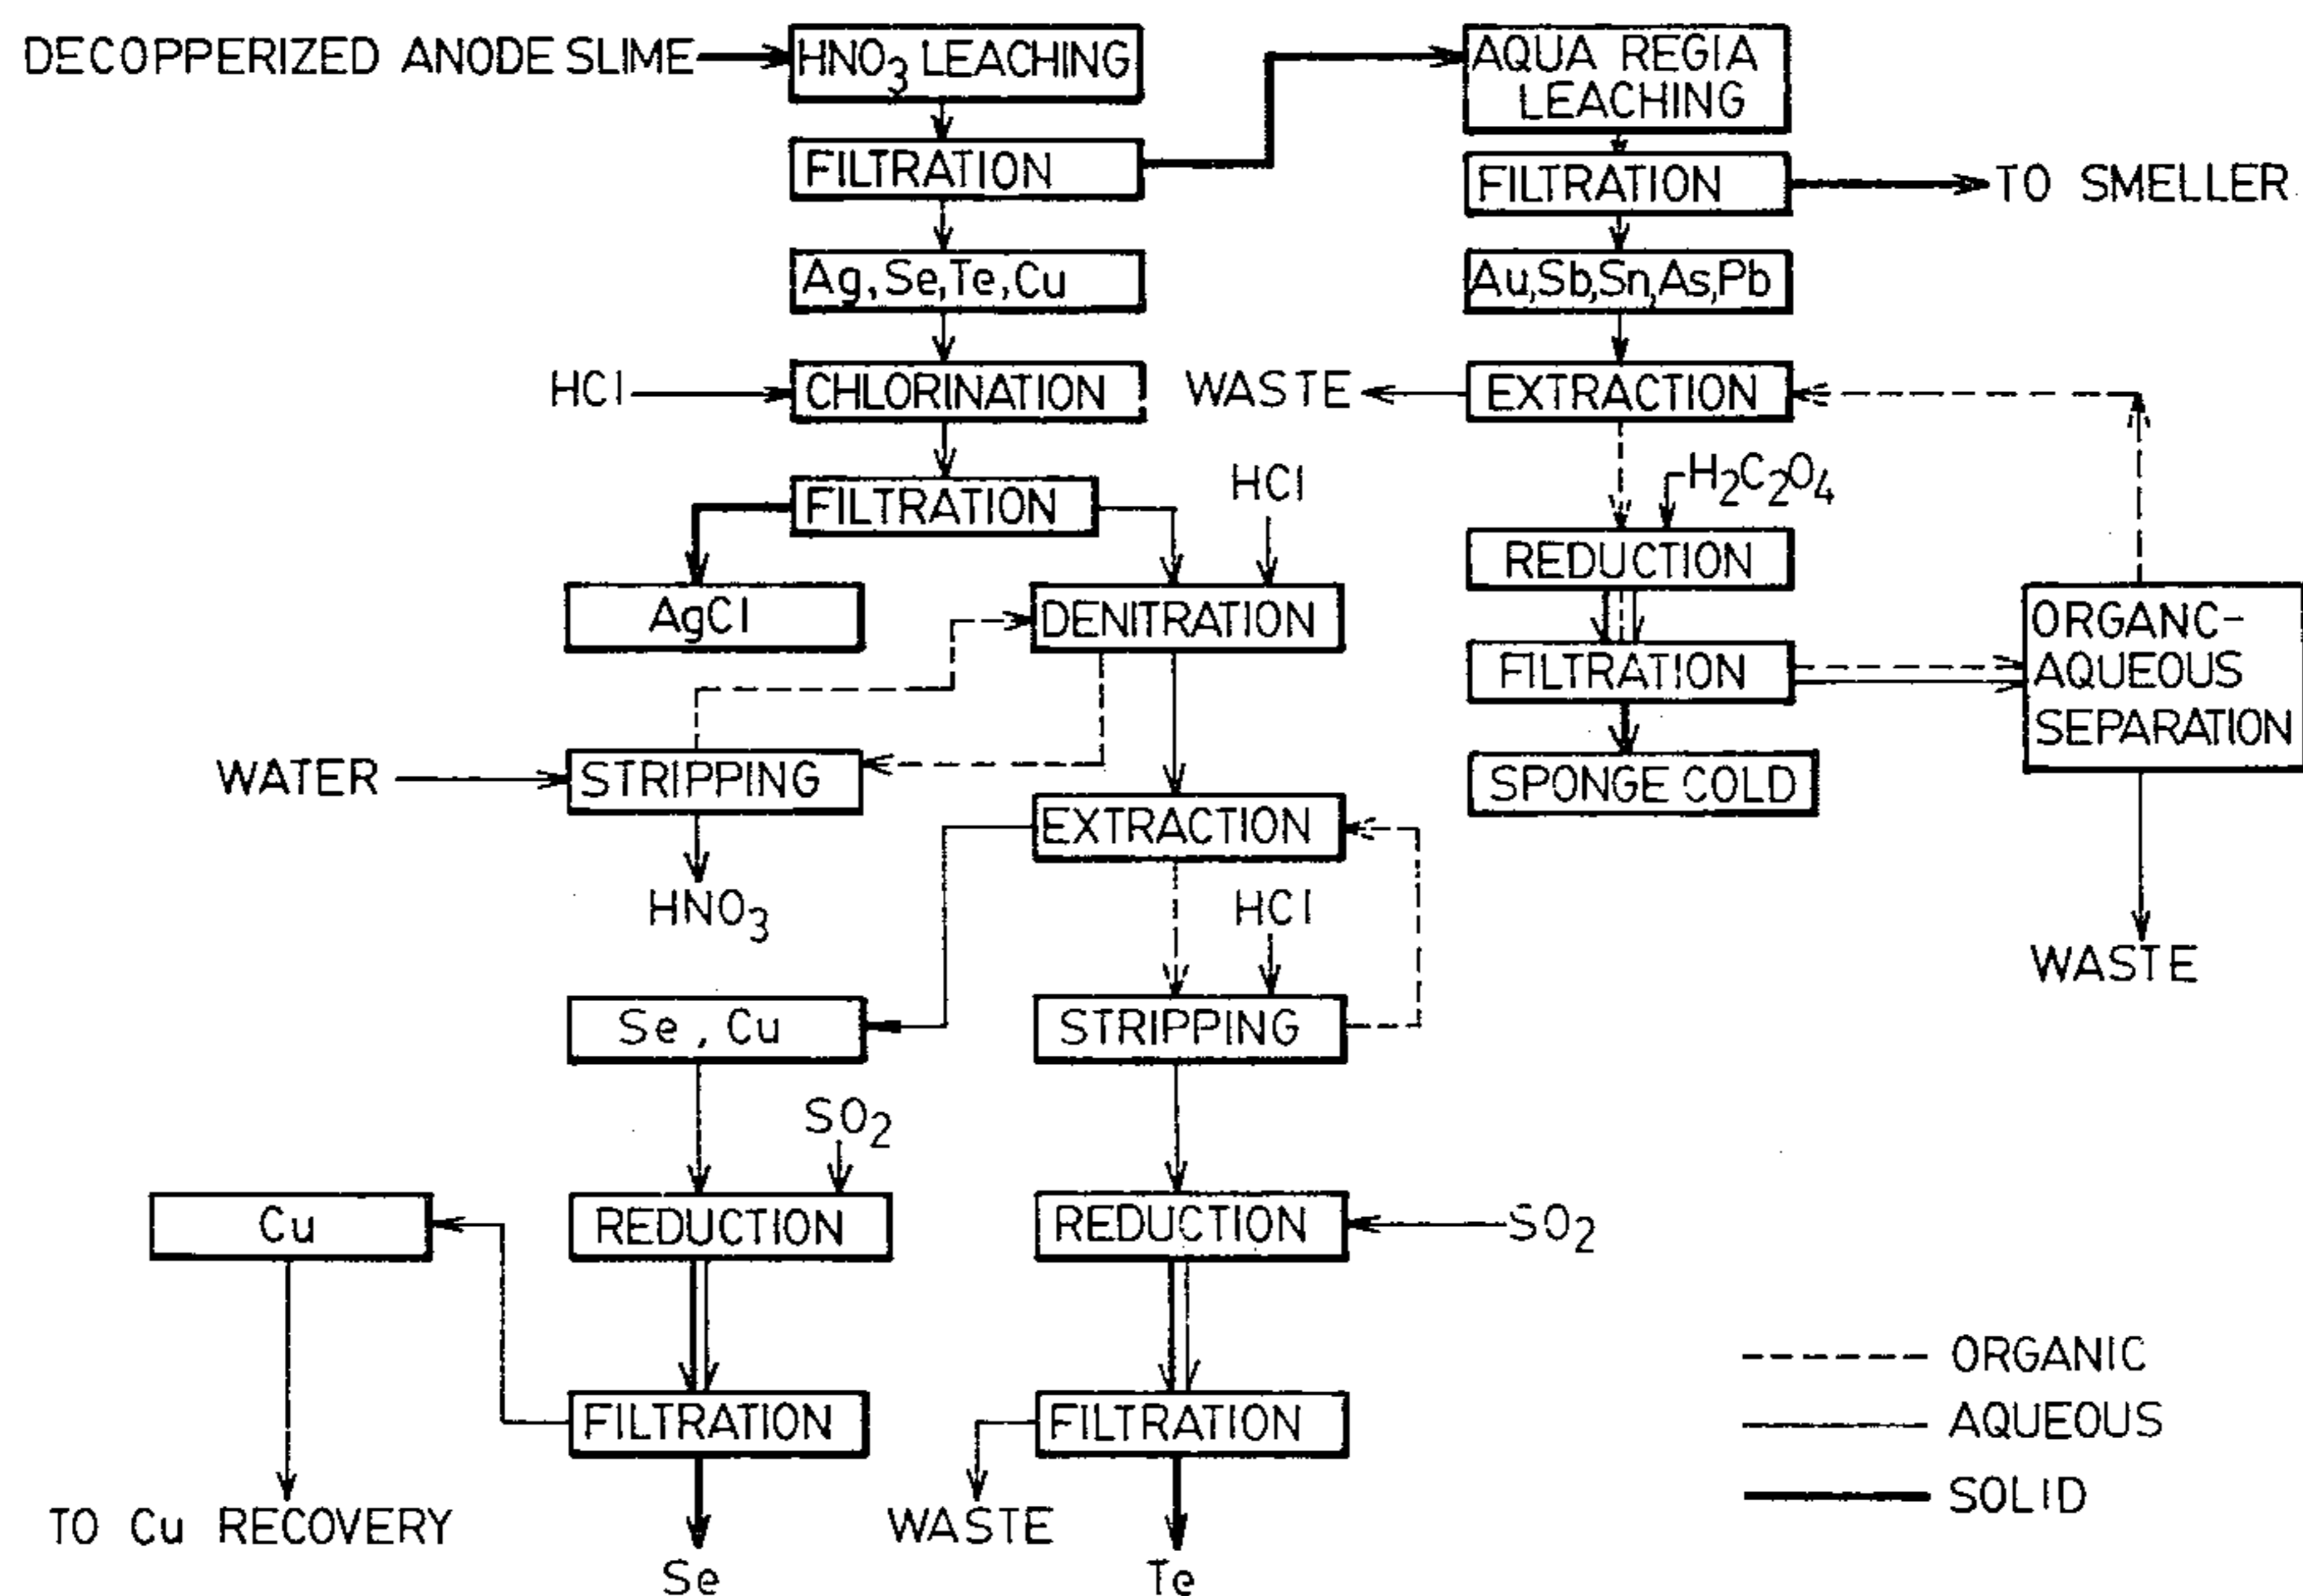 DECOPPERIZED ANODE SLIME
HNO3 LEACHING
AQUA REGIA
LEACHING
FILTRATION
FILTRATION
TO SMELLER
Ag, Se, Te, Cu
Au, Sb, Sn, As, Pb
HCl
CHLORINATION
WASTE
EXTRACTION
FILTRATION
HCl
H2C2O4
REDUCTION
AgCl
DENITRATION
ORGANC-
AQUEOUS
SEPARATION
FILTRATION
WATER
STRIPPING
SPONGE COLD
EXTRACTION
HNO3
HCl
WASTE
Se, Cu
STRIPPING
SO2
Cu
REDUCTION
REDUCTION
SO2
ORGANIC
FILTRATION
FILTRATION
AQUEOUS
SOLID
TO Cu RECOVERY
WASTE
Se
Te